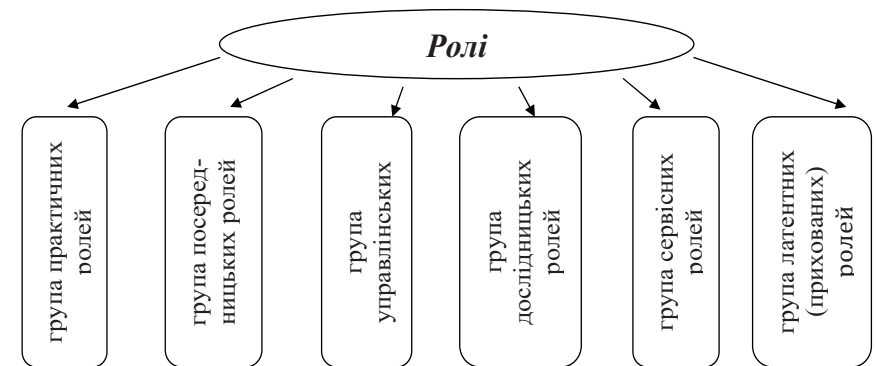 Ролі
група практичних
ролей
група посеред-
ницьких ролей
група
управлінських
група
дослідницьких
ролей
група сервісних
ролей
група латентних
(прихованих)
ролей